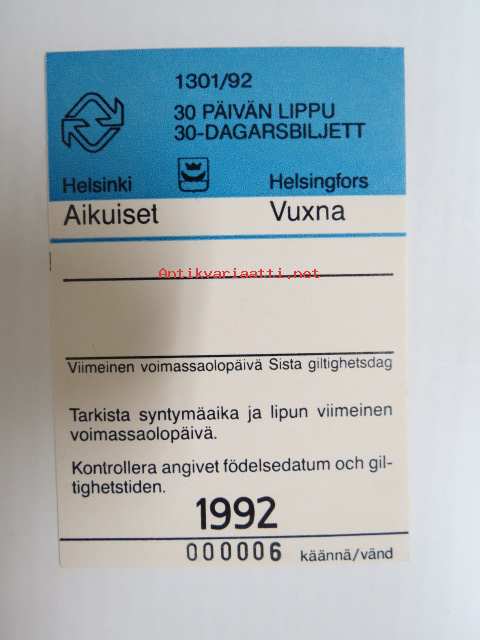 1301/92
30 PÄIVÄN LIPPU
30-DAGARSBILJETT
Helsinki Helsingfors
Aikuiset Vuxna
Antikvariaatti.net
Viimeinen voimassaolopäivä Sista giltighetsdag
Tarkista syntymäaika ja lipun viimeinen
voimassaolopäivä.
Kontrollera angivet födelsedatum och gil-
tighetstiden.
1992
000006 käännä/vänd